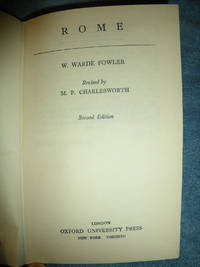 ROME
W. WARDE FOWLER
Revised by
M. P. CHARLESWORTH
Second Edition
LONDON
OXFORD UNIVERSITY PRESS
NEW YORK TORONTO